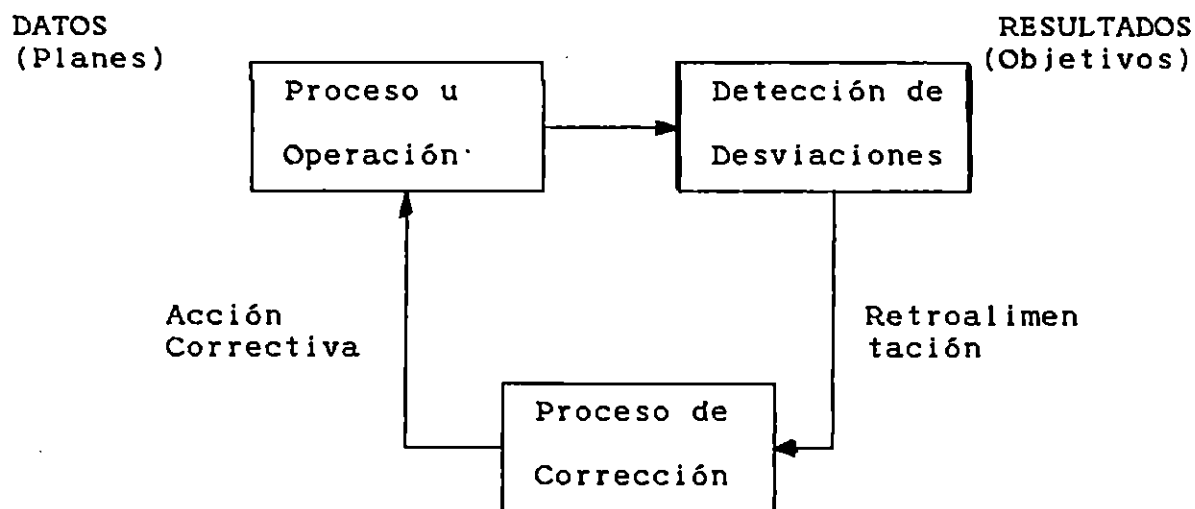 DATOS
(Planes)
RESULTADOS
(Objetivos)
Proceso u
Operación
Detección de
Desviaciones
Acción
Correctiva
Retroalimen
tación
Proceso de
Corrección